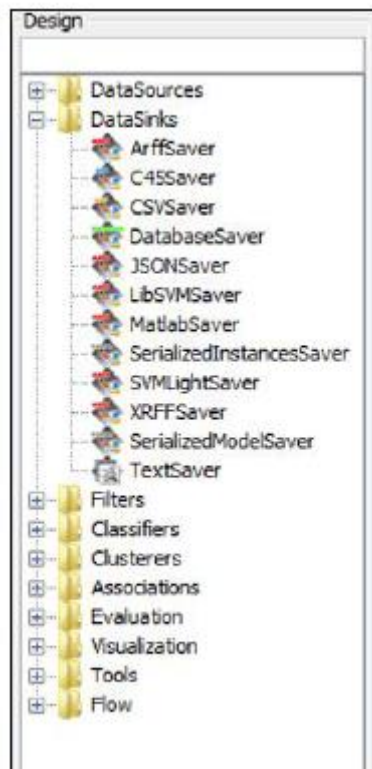 Design
DataSources
DataSinks
ArffSaver
C45Saver
CSVSaver
DatabaseSaver
JSONSaver
LibSVMSaver
MatlabSaver
SerializedInstancesSaver
SVMLightSaver
XRFFSaver
SerializedModelSaver
TextSaver
Filters
Classifiers
Clusterers
Associations
Evaluation
Visualization
Tools
Flow